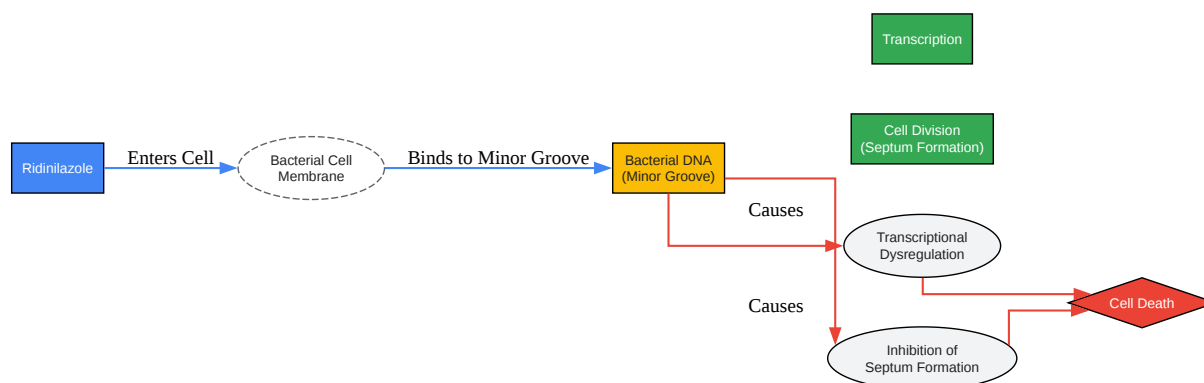 Transcription
Cell Division
(Septum Formation)
Ridinilazole
Enters Cell
Bacterial Cell
Membrane
Binds to Minor Groove
Bacterial DNA
(Minor Groove)
Causes
Transcriptional
Dysregulation
Causes
Cell Death
Inhibition of
Septum Formation